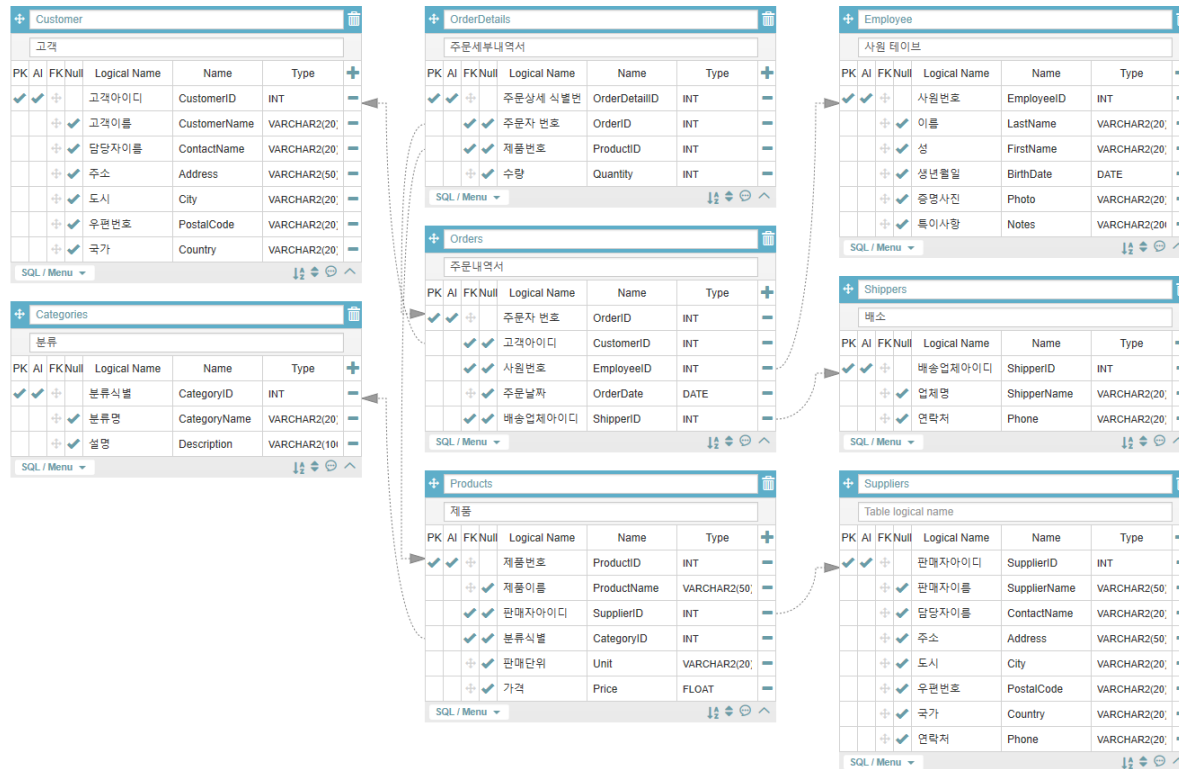 Customer
고객
PK AI FK Null Logical Name Name Type
고객아이디 CustomerID INT
고객이름 CustomerName VARCHAR2(20)
담당자이름 ContactName VARCHAR2(20)
주소 Address VARCHAR2(50)
도시 City VARCHAR2(20)
우편번호 PostalCode VARCHAR2(20)
국가 Country VARCHAR2(20)
SQL / Menu
Categories
분류
PK AI FK Null Logical Name Name Type
분류식별 CategoryID INT
분류명 CategoryName VARCHAR2(20)
설명 Description VARCHAR2(10
SQL / Menu
OrderDetails
주문세부내역서
PK AI FK Null Logical Name Name Type
주문상세 식별번 OrderDetailID INT
주문자 번호 OrderID INT
제품번호 ProductID INT
수량 Quantity INT
SQL / Menu
Orders
주문내역서
PK AI FK Null Logical Name Name Type
주문자 번호 OrderID INT
고객아이디 CustomerID INT
사원번호 EmployeeID INT
주문날짜 OrderDate DATE
배송업체아이디 ShipperID INT
SQL / Menu
Products
제품
PK AI FK Null Logical Name Name Type
제품번호 ProductID INT
제품이름 ProductName VARCHAR2(50)
판매자아이디 SupplierID INT
분류식별 CategoryID INT
판매단위 Unit VARCHAR2(20)
가격 Price FLOAT
SQL / Menu
Employee
사원 테이브
PK AI FK Null Logical Name Name Type
사원번호 EmployeeID INT
이름 LastName VARCHAR2(20)
성 FirstName VARCHAR2(20)
생년월일 BirthDate DATE
증명사진 Photo VARCHAR2(20)
특이사항 Notes VARCHAR2(20
SQL / Menu
Shippers
배소
PK AI FK Null Logical Name Name Type
배송업체아이디 ShipperID INT
업체명 ShipperName VARCHAR2(20)
연락처 Phone VARCHAR2(20)
SQL / Menu
Suppliers
Table logical name
PK AI FK Null Logical Name Name Type
판매자아이디 SupplierID INT
판매자이름 SupplierName VARCHAR2(50)
담당자이름 ContactName VARCHAR2(20)
주소 Address VARCHAR2(50)
도시 City VARCHAR2(20)
우편번호 PostalCode VARCHAR2(20)
국가 Country VARCHAR2(20)
연락처 Phone VARCHAR2(20)
SQL / Menu